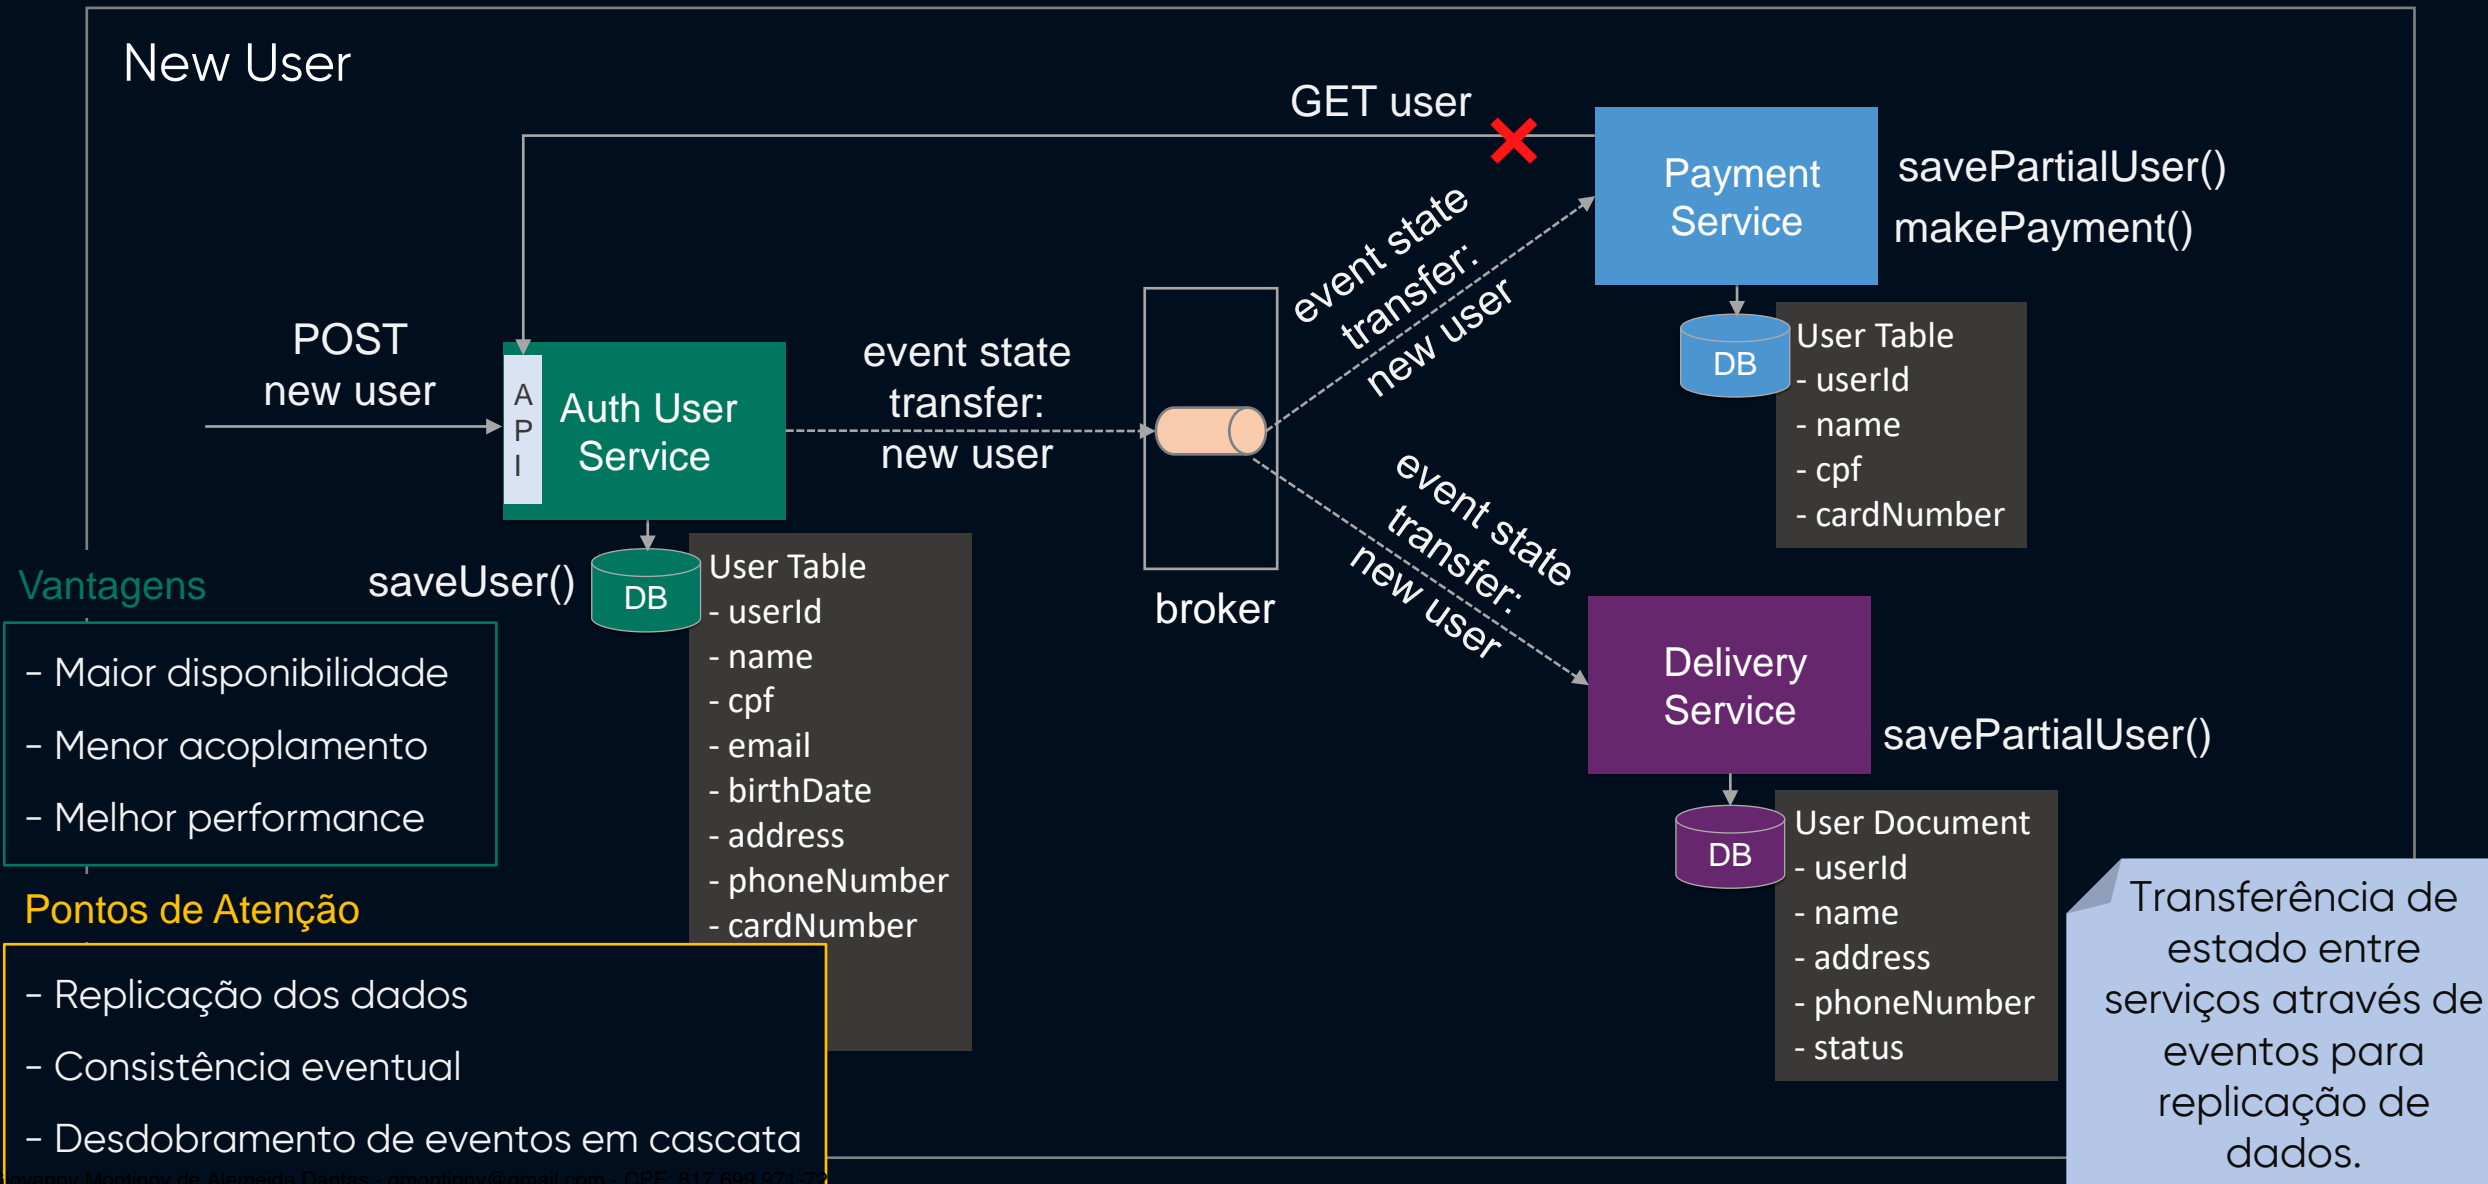 New User
GET user
Payment
Service
savePartialUser()
makePayment()
event state
transfer:
new user
DB
User Table
- userId
- name
- cpf
- cardNumber
POST
new user
A
P
I
Auth User
Service
event state
transfer:
new user
broker
saveUser()
DB
User Table
- userId
- name
- cpf
- email
- birthDate
- address
- phoneNumber
- cardNumber
event state
transfer:
new user
Delivery
Service
savePartialUser()
DB
User Document
- userId
- name
- address
- phoneNumber
- status
Vantagens
- Maior disponibilidade
- Menor acoplamento
- Melhor performance
Pontos de Atenção
- Replicação dos dados
- Consistência eventual
- Desdobramento de eventos em cascata
Transferência de
estado entre
serviços através de
eventos para
replicação de
dados.